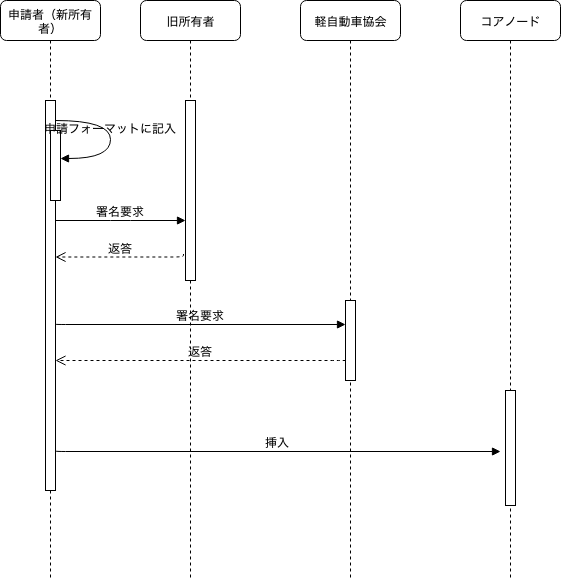 申請者（新所有
者）
旧所有者
軽自動車協会
コアノード
申請フォーマットに記入
署名要求
返答
署名要求
返答
挿入